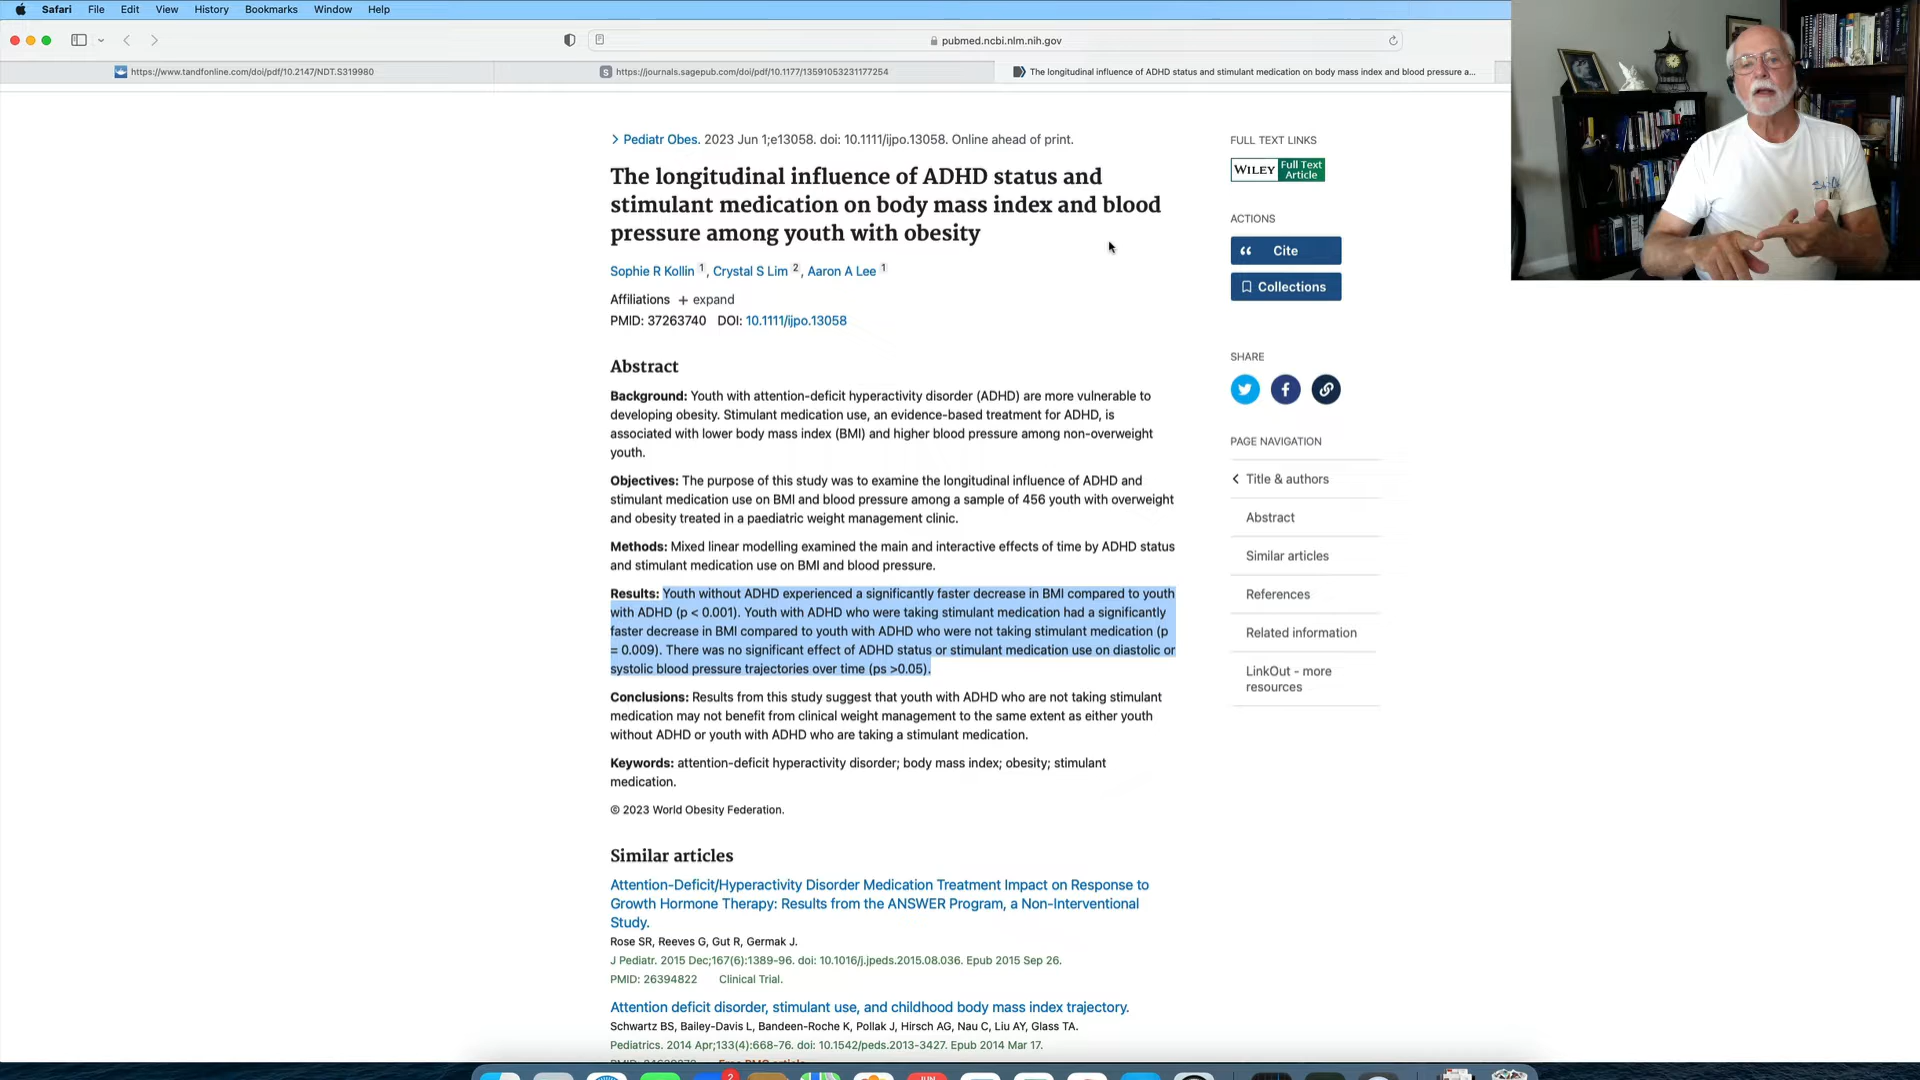 Safari File Edit View History Bookmarks Window Help
pubmed.ncbi.nlm.nih.gov
https://www.tandfonline.com/doi/pdf/10.2147/NDT.S319980
S https://journals.sagepub.com/doi/pdf/10.1177/13591053231177254
The longitudinal influence of ADHD status and stimulant medication on body mass index and blood pressure a...
> Pediatr Obes. 2023 Jun 1;e13058. doi: 10.1111/ijpo.13058. Online ahead of print.
The longitudinal influence of ADHD status and
stimulant medication on body mass index and blood
pressure among youth with obesity
Sophie R Kollin 1, Crystal S Lim 2, Aaron A Lee 1
Affiliations + expand
PMID: 37263740 DOI: 10.1111/ijpo.13058
Abstract
Background: Youth with attention-deficit hyperactivity disorder (ADHD) are more vulnerable to
developing obesity. Stimulant medication use, an evidence-based treatment for ADHD, is
associated with lower body mass index (BMI) and higher blood pressure among non-overweight
youth.
Objectives: The purpose of this study was to examine the longitudinal influence of ADHD and
stimulant medication use on BMI and blood pressure among a sample of 456 youth with overweight
and obesity treated in a paediatric weight management clinic.
Methods: Mixed linear modelling examined the main and interactive effects of time by ADHD status
and stimulant medication use on BMI and blood pressure.
Results: Youth without ADHD experienced a significantly faster decrease in BMI compared to youth
with ADHD (p < 0.001). Youth with ADHD who were taking stimulant medication had a significantly
faster decrease in BMI compared to youth with ADHD who were not taking stimulant medication (p
= 0.009). There was no significant effect of ADHD status or stimulant medication use on diastolic or
systolic blood pressure trajectories over time (ps >0.05).
Conclusions: Results from this study suggest that youth with ADHD who are not taking stimulant
medication may not benefit from clinical weight management to the same extent as either youth
without ADHD or youth with ADHD who are taking a stimulant medication.
Keywords: attention-deficit hyperactivity disorder; body mass index; obesity; stimulant
medication.
© 2023 World Obesity Federation.
Similar articles
Attention-Deficit/Hyperactivity Disorder Medication Treatment Impact on Response to
Growth Hormone Therapy: Results from the ANSWER Program, a Non-Interventional
Study.
Rose SR, Reeves G, Gut R, Germak J.
J Pediatr. 2015 Dec;167(6):1389-96. doi: 10.1016/j.jpeds.2015.08.036. Epub 2015 Sep 26.
PMID: 26394822 Clinical Trial.
Attention deficit disorder, stimulant use, and childhood body mass index trajectory.
Schwartz BS, Bailey-Davis L, Bandeen-Roche K, Pollak J, Hirsch AG, Nau C, Liu AY, Glass TA.
Pediatrics. 2014 Apr;133(4):668-76. doi: 10.1542/peds.2013-3427. Epub 2014 Mar 17.
FULL TEXT LINKS
WILEY Full Text
Article
ACTIONS
Cite
Collections
SHARE
PAGE NAVIGATION
Title & authors
Abstract
Similar articles
References
Related information
LinkOut - more
resources
2
JUN